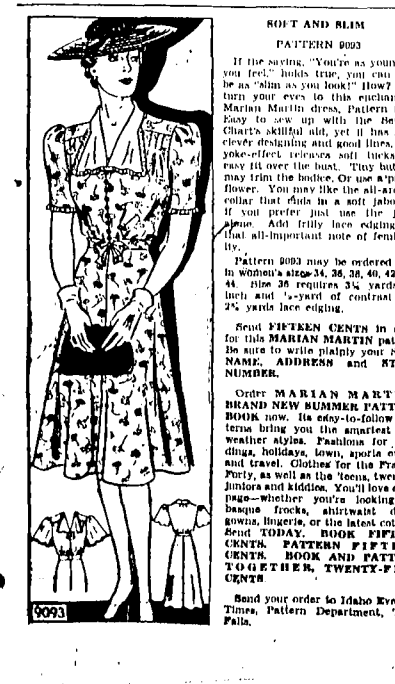 SOFT AND SLIM
PATTERN 9093
If the saying, "You're as youn
you feel," holds true, you can
be as "slim as you look!" How?
turn your eyes to this enchan
Marian Martin dress, Pattern
Easy to sew up with the Se
Chart's skillful aid, yet it has
clever designing and good lines.
yoke-effect releases soft tucks
easy fit over the bust. Tiny but
may trim the bodice. Or use a
flower. You may like the all-aro
collar that ends in a soft jabo
if you prefer just use the j
alone. Add frilly lace edging
that all-important note of femi
ity.
Pattern 9093 may be ordered
in women's sizes 34, 36, 38, 40, 42
44. Size 36 requires 3¼ yards
inch and -yard of contrast
2¾ yards lace edging.
Send FIFTEEN CENTS in
for this MARIAN MARTIN pat
Be sure to write plainly your S
NAME, ADDRESS and ST
NUMBER.
Order MARIAN MART
BRAND NEW SUMMER PATT
BOOK now. Its easy-to-follow
terns bring you the smartest
weather styles. Fashions for
dings, holidays, town, sports o
and travel. Clothes for the Fra
Forty, as well as the 'teens, twen
juniors and kiddies. You'll love e
page—whether you're looking
basque frocks, shirtwaist d
gowns, lingerie, or the latest cot
Send TODAY. BOOK FIFT
CENTS. PATTERN FIFTE
CENTS. BOOK AND PATT
TOGETHER, TWENTY-F
CENTS
Send your order to Idaho Eve
Times, Pattern Department,
Falls.
9093